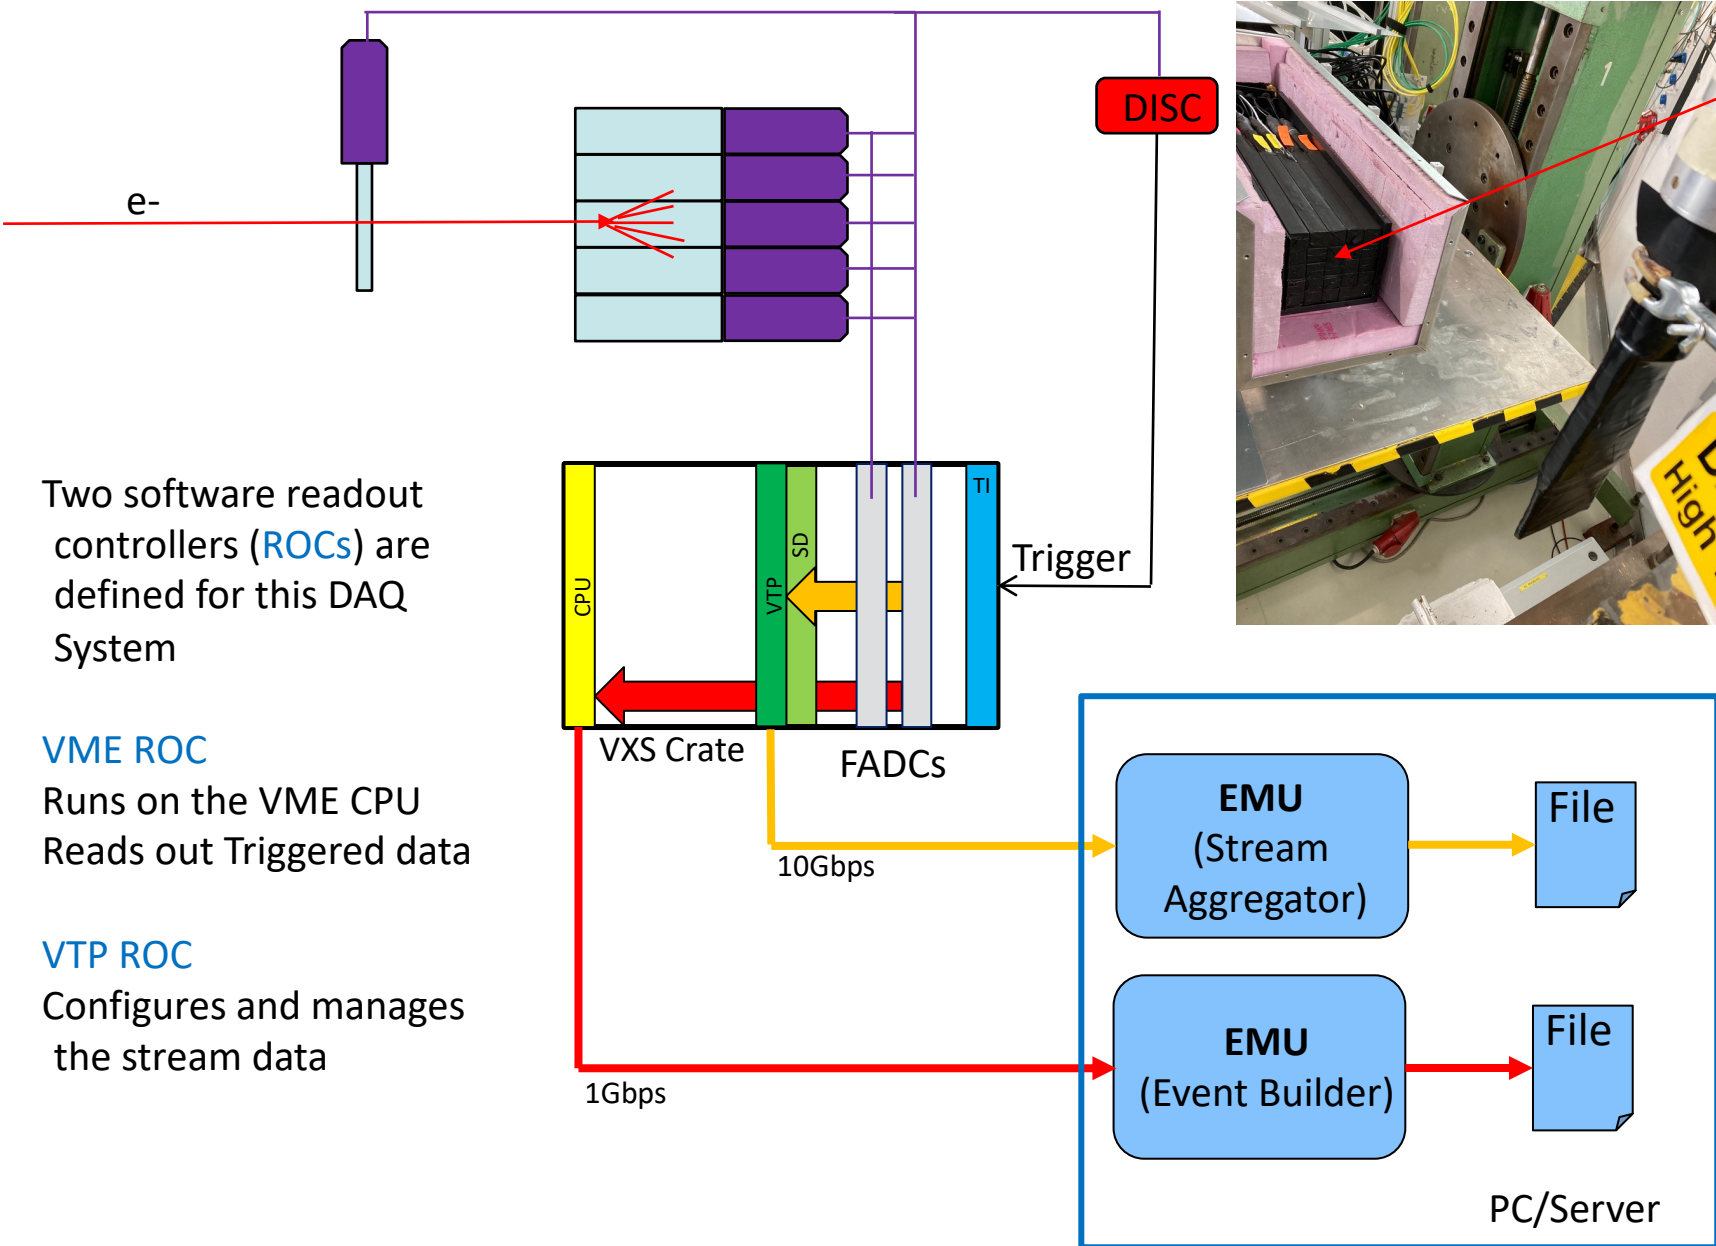 e-
DISC
1
Two software readout
controllers (ROCs) are
defined for this DAQ
System
VME ROC
Runs on the VME CPU
Reads out Triggered data
VTP ROC
Configures and manages
the stream data
CPU
VTP
SD
TI
Trigger
VXS Crate
FADCs
10Gbps
1Gbps
EMU
(Stream
Aggregator)
File
EMU
(Event Builder)
File
PC/Server
High